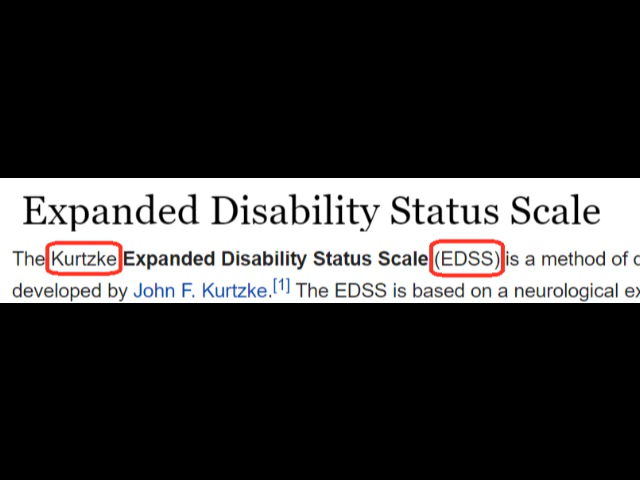 Expanded Disability Status Scale
The Kurtzke Expanded Disability Status Scale (EDSS) is a method of
developed by John F. Kurtzke.[1] The EDSS is based on a neurological